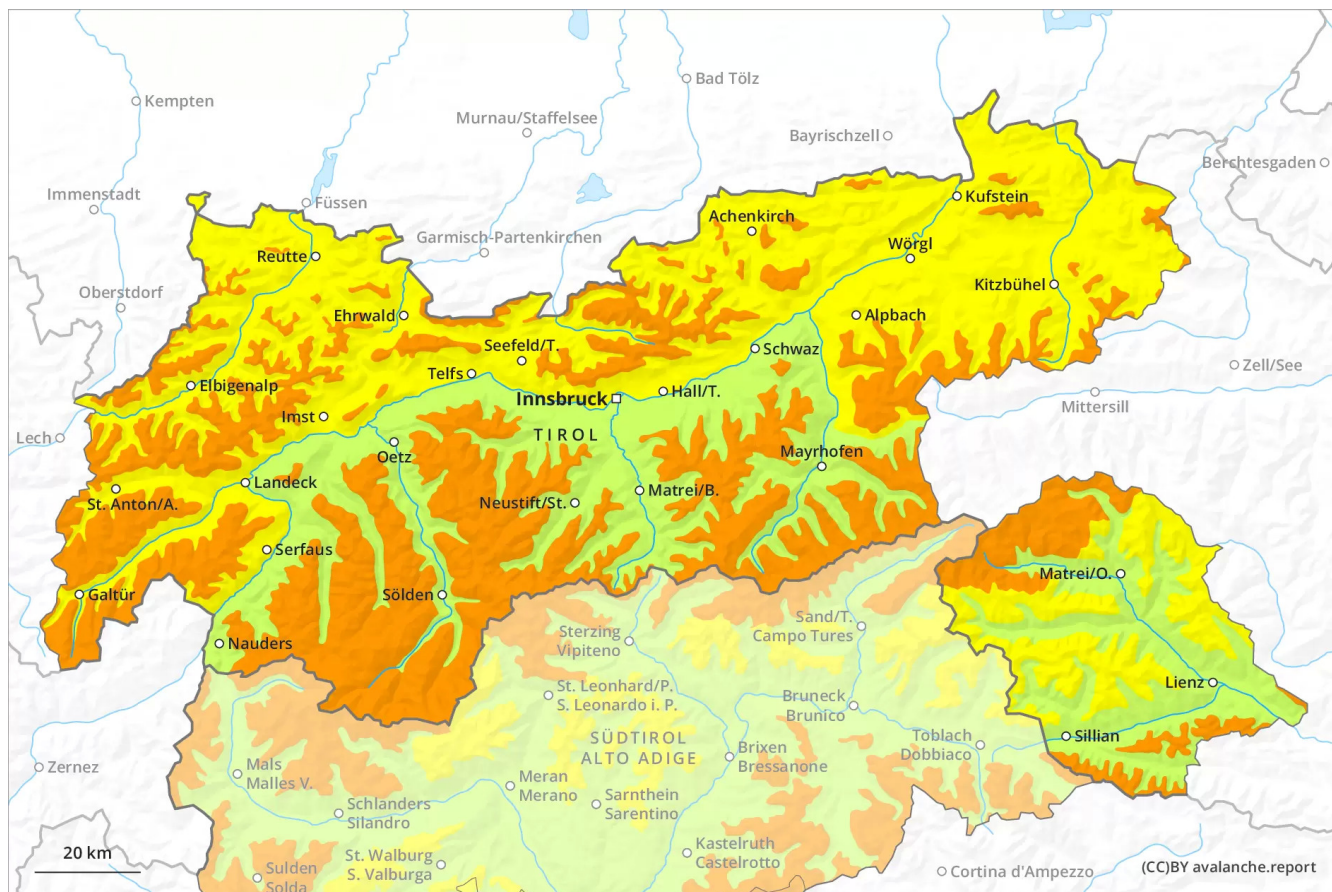 Bad Tölz
Kempten
Murnau/Staffelsee
Bayrischzell
Berchtesgaden
Immenstadt
Füssen
Kufstein
Achenkirch
Garmisch-Partenkirchen
Wörgl
Reutte
Kitzbühel
Oberstdorf
Ehrwald
Alpbach
Seefeld/T.
Schwaz
Zell/See
Telfs
Elbigenalp
Innsbruck
Hall/T.
Mittersill
Imst
TIROL
Lech
Oetz
Mayrhofen
Landeck
Matrei/B.
St. Anton/A.
Neustift/St.
Serfaus
Matrei/O.
Galtür
Sölden
Sand/T.
Campo Tures
Sterzing
Vipiteno
Nauders
Lienz
St. Leonhard/P.
S. Leonardo i. P.
Bruneck
Brunico
SÜDTIROL
ALTO ADIGE
Toblach
Dobbiaco
Sillian
Brixen
Bressanone
Zernez
Mals
Malles V.
Meran
Merano
Sarnthein
Sarentino
Schlanders
Silandro
Kastelruth
Castelrotto
20 km
St. Walburg
S. Valburga
Sulden
Solda
Cortina d'Ampezzo
(CC)BY avalanche.report